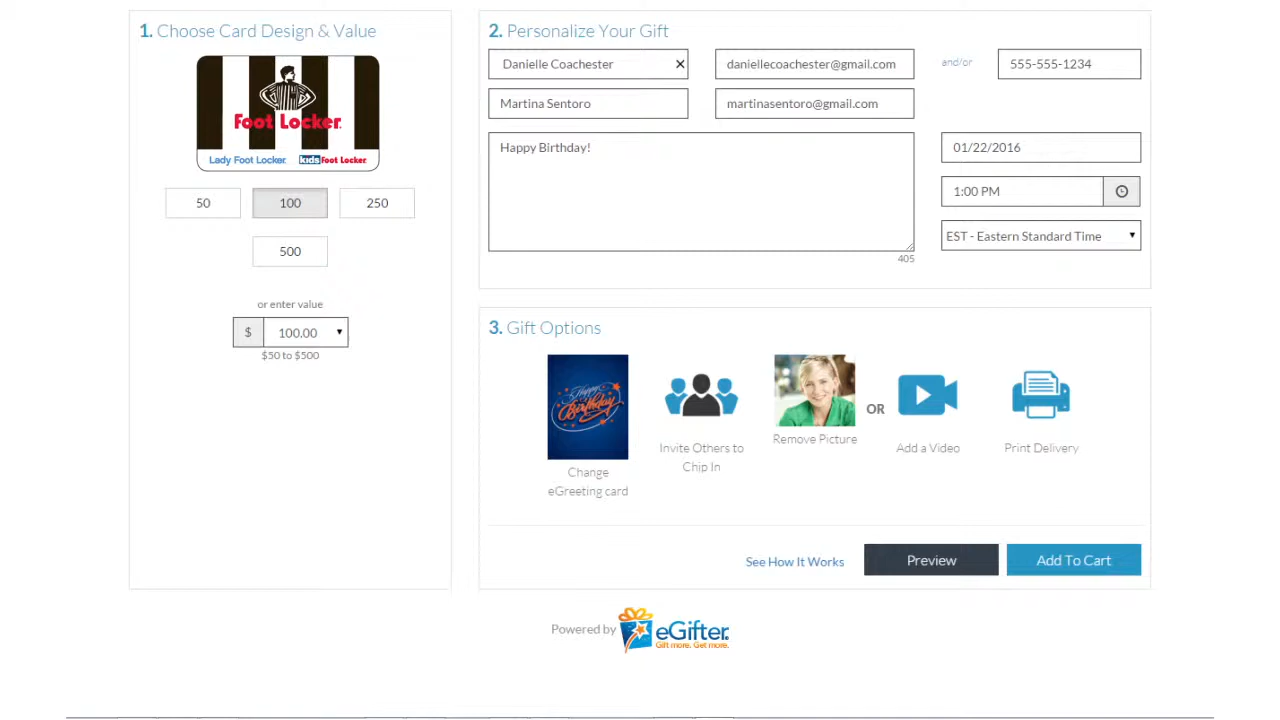 1. Choose Card Design & Value
Foot Locker
Lady Foot Locker
kids Foot Locker
50
100
250
500
or enter value
$
100.00
$50 to $500
2. Personalize Your Gift
Danielle Coachester
daniellecoachester@gmail.com
and/or
555-555-1234
Martina Sentoro
martinasentoro@gmail.com
Happy Birthday!
405
01/22/2016
1:00 PM
EST - Eastern Standard Time
3. Gift Options
Happy
Birthday
Change
eGreeting card
Invite Others to
Chip In
Remove Picture
OR
Add a Video
Print Delivery
See How It Works
Preview
Add To Cart
Powered by
eGifter
Gift more. Get more.